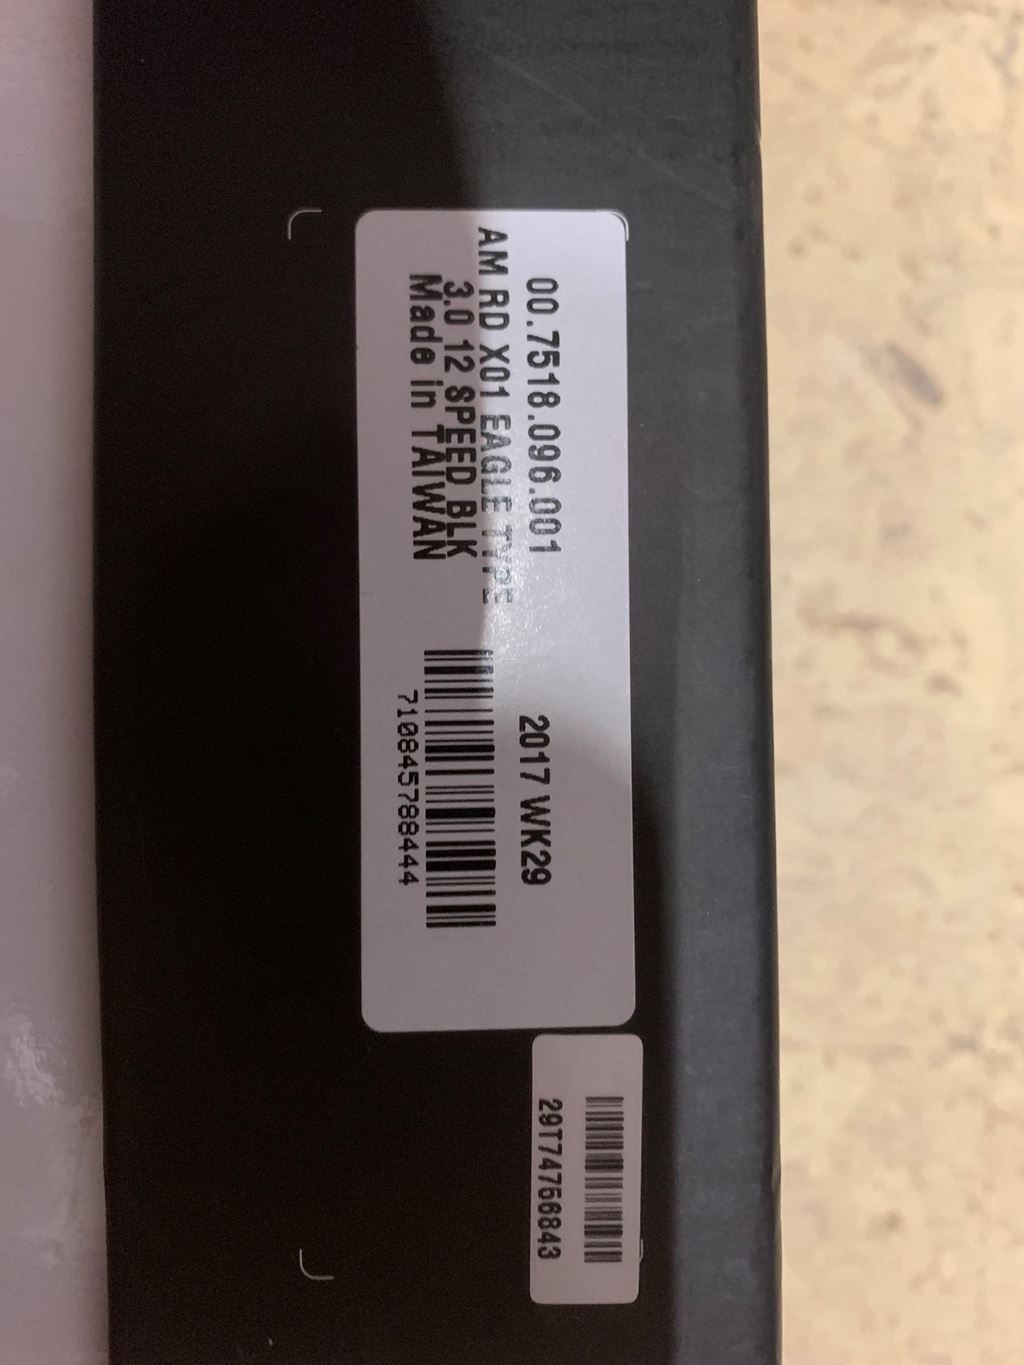 00.7518.096.001
AM RD X01 EAGLE TYPE
3.0 12 SPEED BLK
Made in TAIWAN
2017 WK29
710845788444
29T74756843